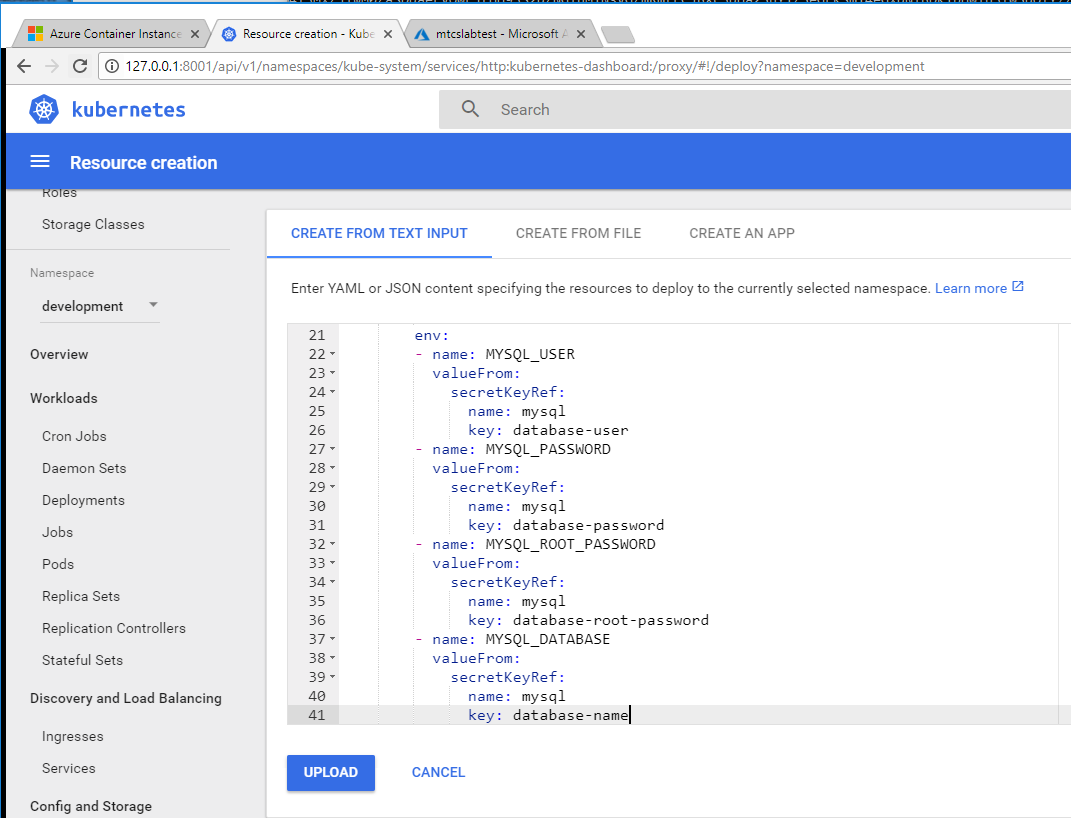 Azure Container Instance
Resource creation - Kube
mtcslabtest - Microsoft A
127.0.0.1:8001/api/v1/namespaces/kube-system/services/http:kubernetes-dashboard:/proxy/#!/deploy?namespace=development
kubernetes
Search
Resource creation
Roles
Storage Classes
Namespace
development
Overview
Workloads
Cron Jobs
Daemon Sets
Deployments
Jobs
Pods
Replica Sets
Replication Controllers
Stateful Sets
Discovery and Load Balancing
Ingresses
Services
Config and Storage
CREATE FROM TEXT INPUT
CREATE FROM FILE
CREATE AN APP
Enter YAML or JSON content specifying the resources to deploy to the currently selected namespace. Learn more
21 env:
22 - name: MYSQL_USER
23 valueFrom:
24 secretKeyRef:
25 name: mysql
26 key: database-user
27 - name: MYSQL_PASSWORD
28 valueFrom:
29 secretKeyRef:
30 name: mysql
31 key: database-password
32 - name: MYSQL_ROOT_PASSWORD
33 valueFrom:
34 secretKeyRef:
35 name: mysql
36 key: database-root-password
37 - name: MYSQL_DATABASE
38 valueFrom:
39 secretKeyRef:
40 name: mysql
41 key: database-name
UPLOAD
CANCEL